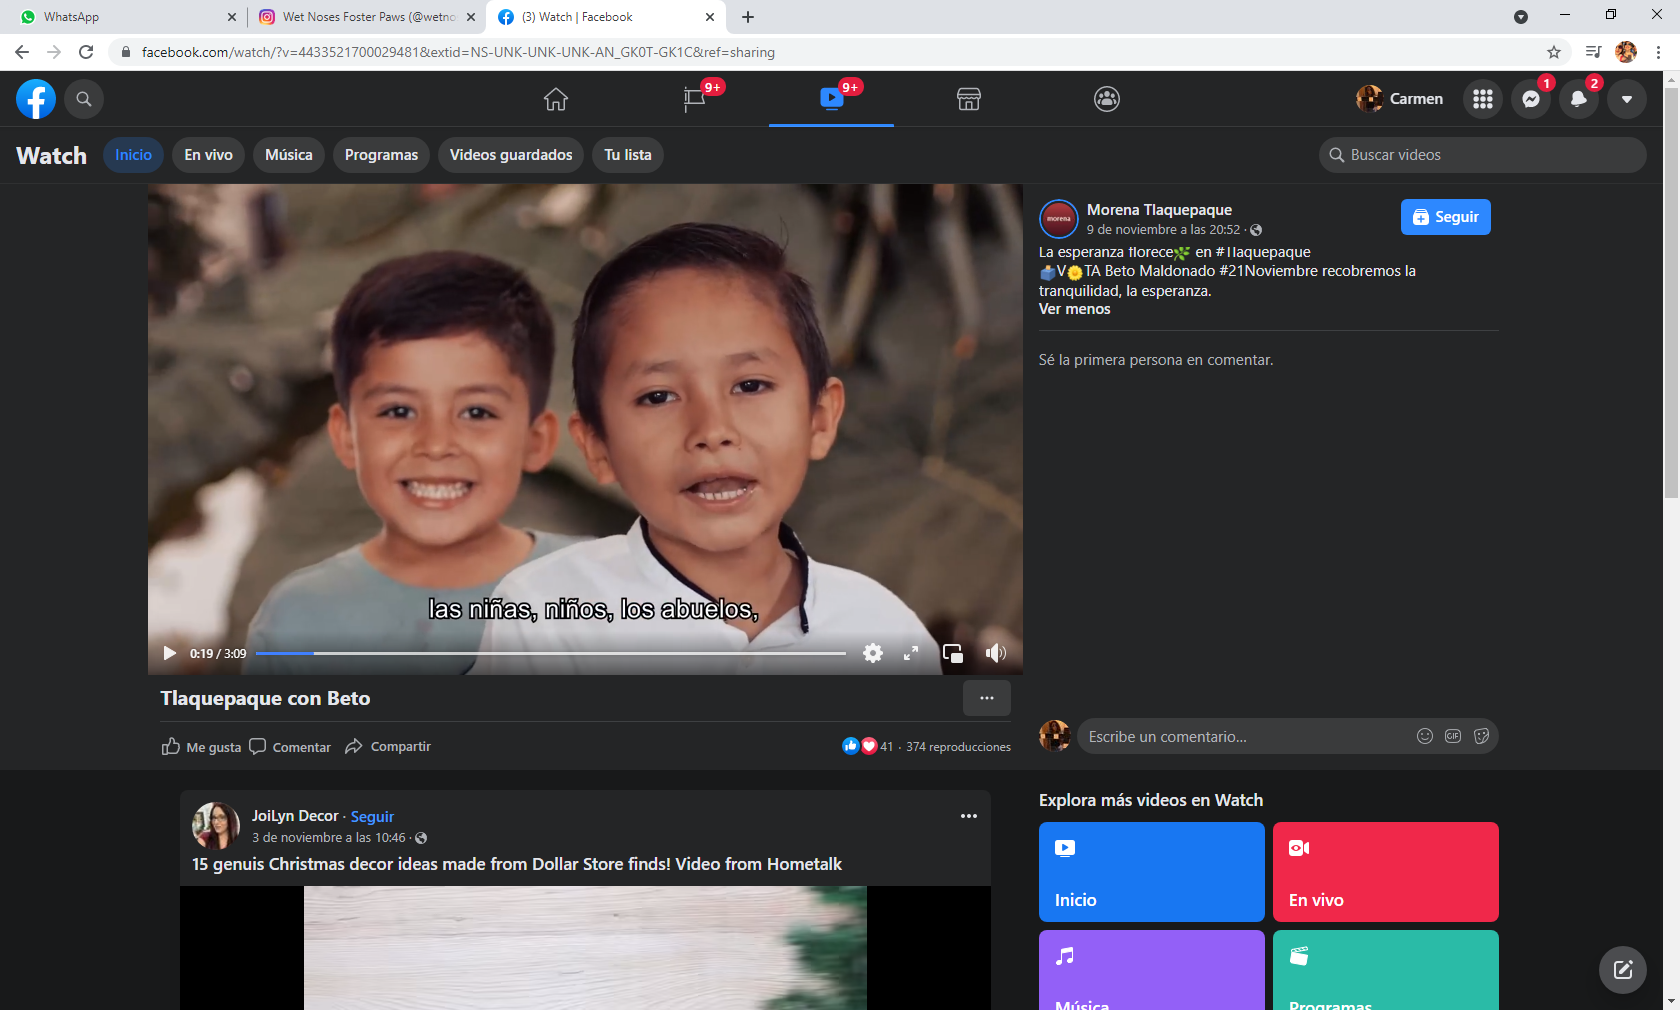 WhatsApp
Wet Noses Foster Paws (@wetno
(3) Watch | Facebook
facebook.com/watch/?v=4433521700029481&extid=NS-UNK-UNK-UNK-AN_GK0T-GK1C&ref=sharing
9+
9+
Carmen
1
2
Watch
Inicio
En vivo
Música
Programas
Videos guardados
Tu lista
Buscar videos
las niñas, niños, los abuelos,
0:19 / 3:09
Tlaquepaque con Beto
Me gusta
Comentar
Compartir
41 · 374 reproducciones
morena
Morena Tlaquepaque
9 de noviembre a las 20:52 ·
Seguir
La esperanza florece🌿 en #Tlaquepaque
🗳V🌼TA Beto Maldonado #21Noviembre recobremos la
tranquilidad, la esperanza.
Ver menos
Sé la primera persona en comentar.
Escribe un comentario...
GIF
JoiLyn Decor · Seguir
3 de noviembre a las 10:46 ·
15 genuis Christmas decor ideas made from Dollar Store finds! Video from Hometalk
Explora más videos en Watch
Inicio
En vivo
Música
Programas